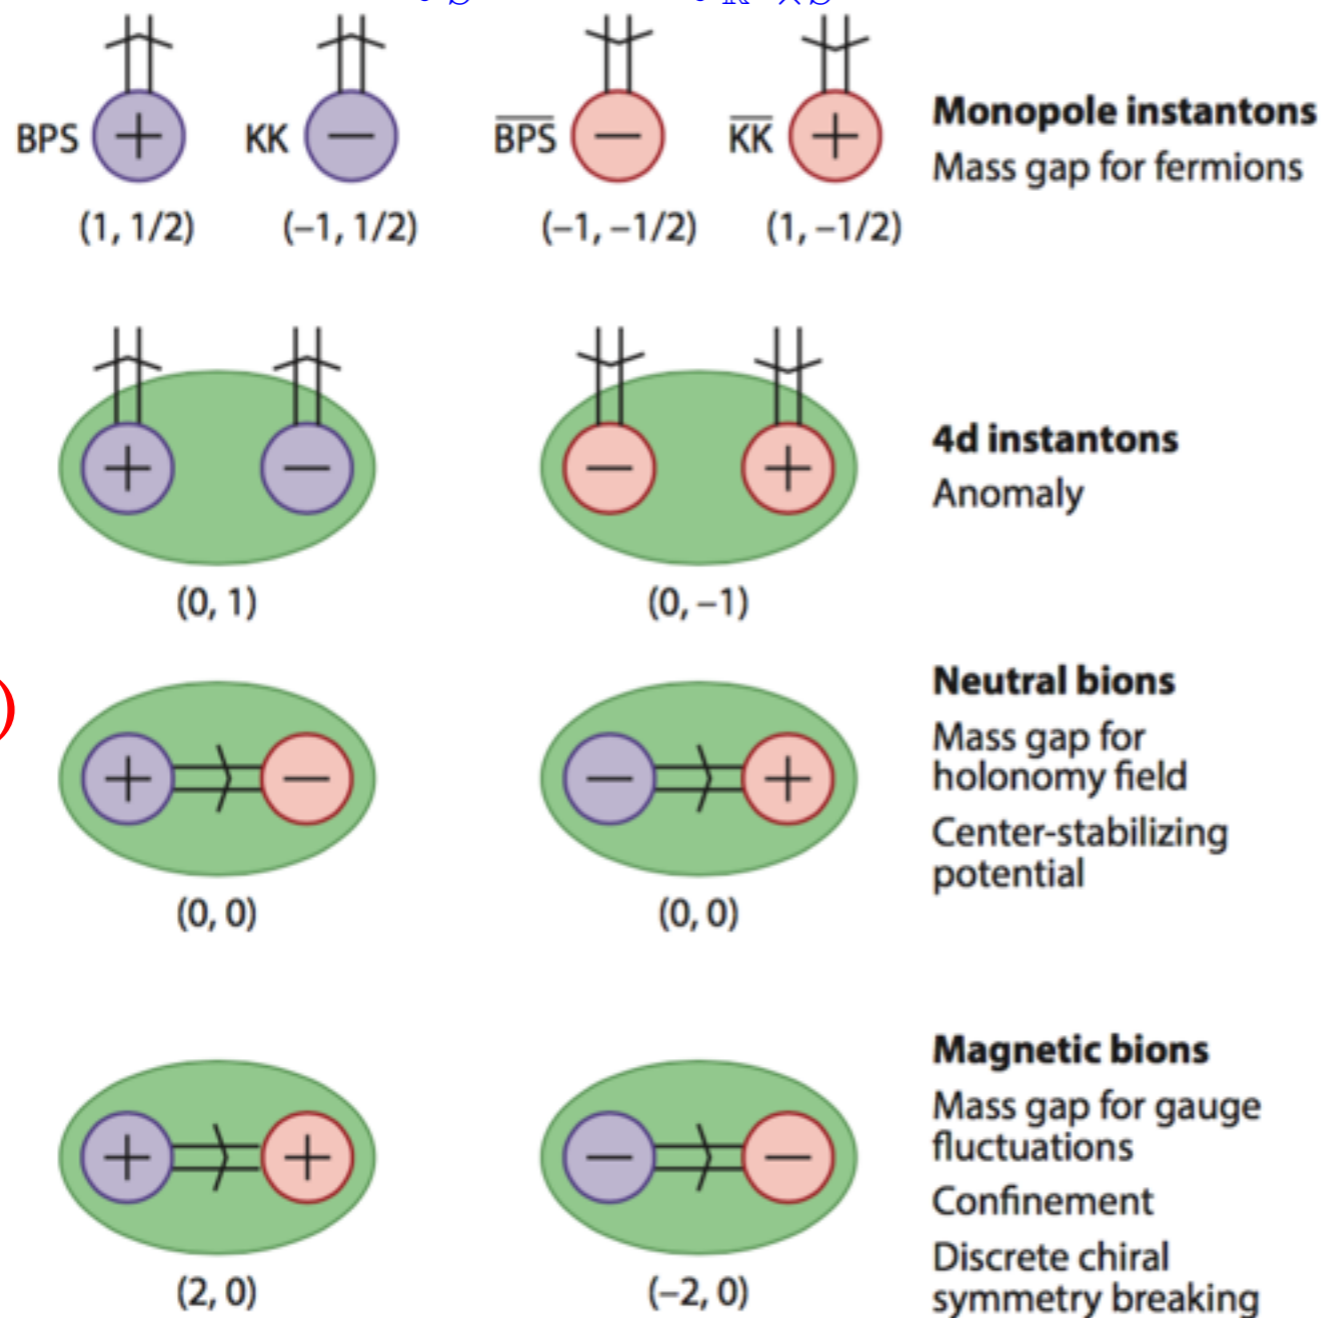 BPS + KK − B̅P̅S̅ − K̅K̅ +
Monopole instantons
Mass gap for fermions
(1, 1/2) (–1, 1/2) (–1, –1/2) (1, –1/2)
+ − − +
4d instantons
Anomaly
(0, 1) (0, –1)
)
+ − − +
Neutral bions
Mass gap for
holonomy field
Center-stabilizing
potential
(0, 0) (0, 0)
+ + − −
Magnetic bions
Mass gap for gauge
fluctuations
Confinement
Discrete chiral
symmetry breaking
(2, 0) (–2, 0)